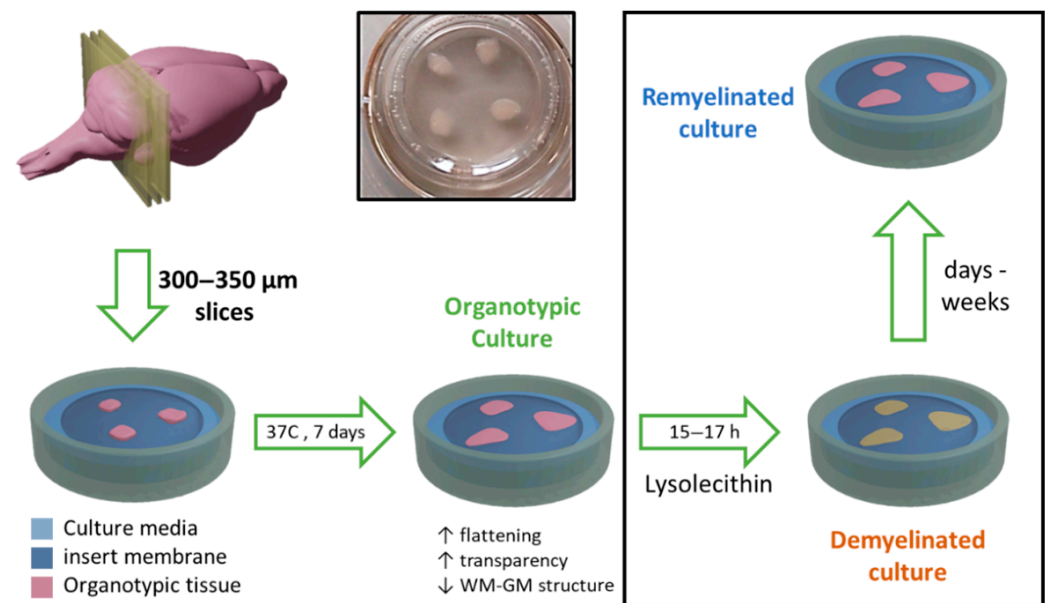 300–350 µm
slices
Organotypic
Culture
37C , 7 days
Culture media
insert membrane
Organotypic tissue
↑ flattening
↑ transparency
↓ WM-GM structure
Remyelinated
culture
days -
weeks
15–17 h
Lysolecithin
Demyelinated
culture